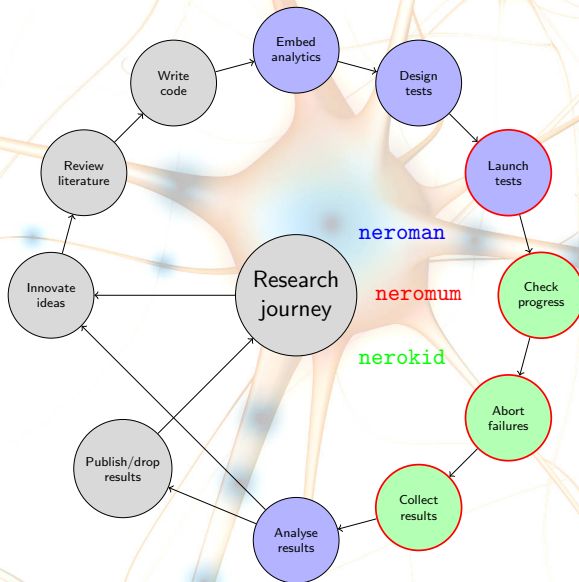 Embed
analytics
Write
code
Design
tests
Review
literature
Launch
tests
neroman
Research
journey
Innovate
ideas
neromum
Check
progress
nerokid
Abort
failures
Publish/drop
results
Collect
results
Analyse
results